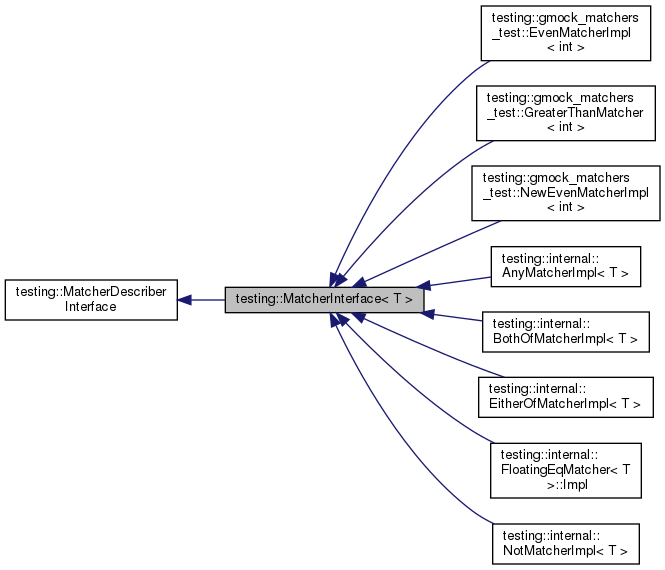 testing::gmock_matchers
_test::EvenMatcherImpl
< int >
testing::gmock_matchers
_test::GreaterThanMatcher
< int >
testing::gmock_matchers
_test::NewEvenMatcherImpl
< int >
testing::internal::
AnyMatcherImpl< T >
testing::MatcherDescriber
Interface
testing::MatcherInterface< T >
testing::internal::
BothOfMatcherImpl< T >
testing::internal::
EitherOfMatcherImpl< T >
testing::internal::
FloatingEqMatcher< T
>::Impl
testing::internal::
NotMatcherImpl< T >